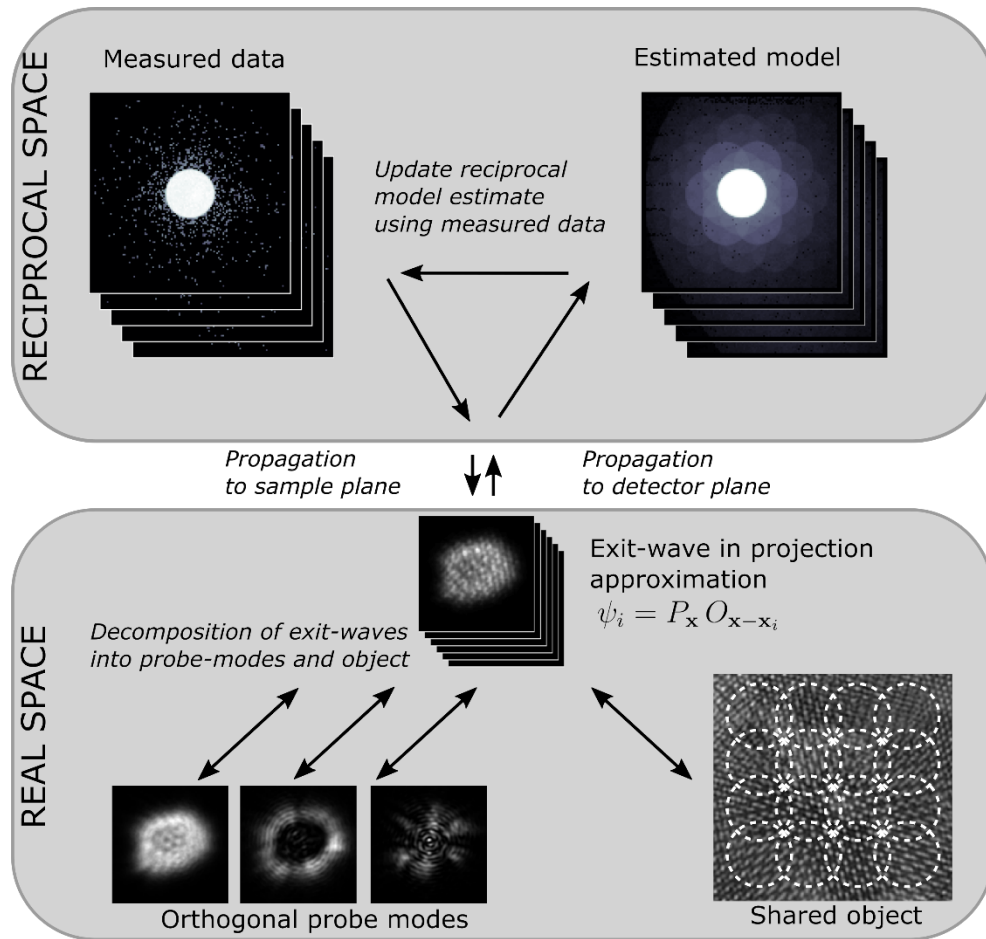 RECIPROCAL SPACE
Measured data
Estimated model
Update reciprocal
model estimate
using measured data
Propagation
to sample plane
Propagation
to detector plane
REAL SPACE
Exit-wave in projection
approximation
ψᵢ = Pₓ Oₓ₋ₓᵢ
Decomposition of exit-waves
into probe-modes and object
Orthogonal probe modes
Shared object